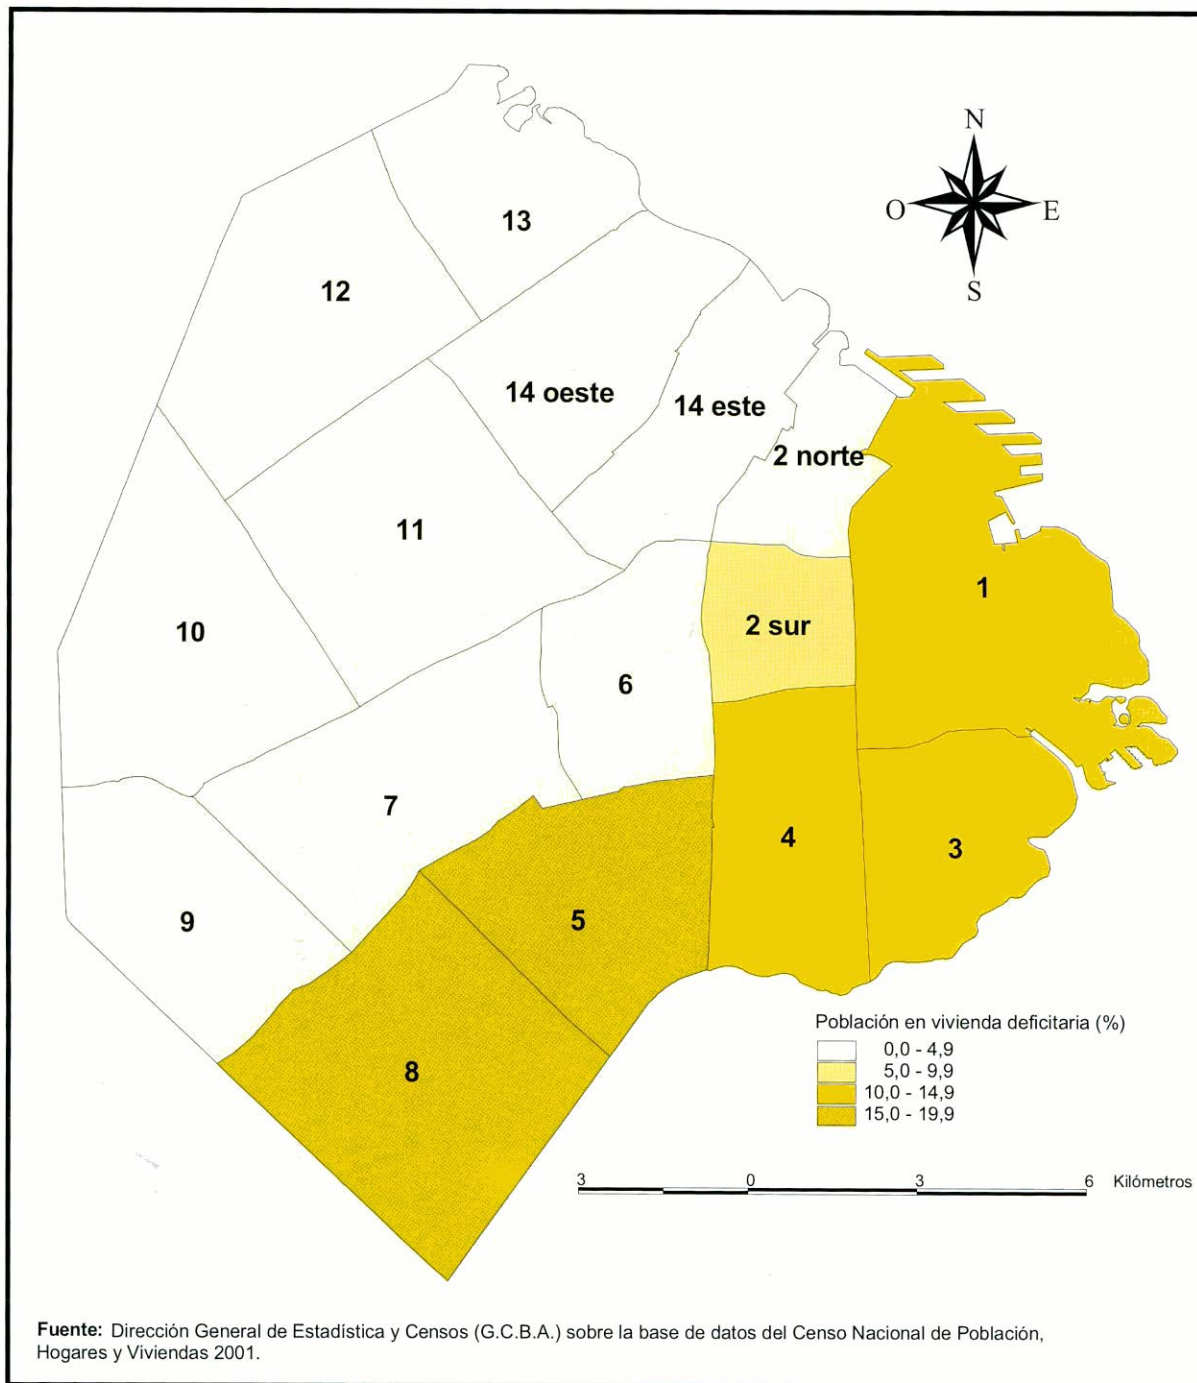 N
O E
S
13
12
14 oeste
14 este
2 norte
11
1
10
2 sur
6
7
4
3
9
5
8
Población en vivienda deficitaria (%)
0,0 - 4,9
5,0 - 9,9
10,0 - 14,9
15,0 - 19,9
3 0 3 6 Kilómetros
Fuente: Dirección General de Estadística y Censos (G.C.B.A.) sobre la base de datos del Censo Nacional de Población,
Hogares y Viviendas 2001.